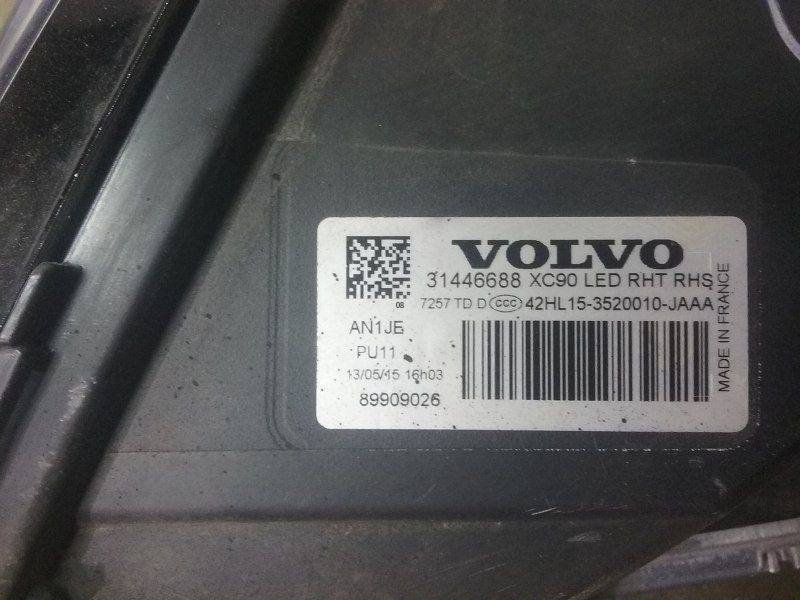 VOLVO
31446688 XC90 LED RHT RHS
08
7257 TD D CCC 42HL15-3520010-JAAA
AN1JE
PU11
13/05/15 16h03
89909026
MADE IN FRANCE